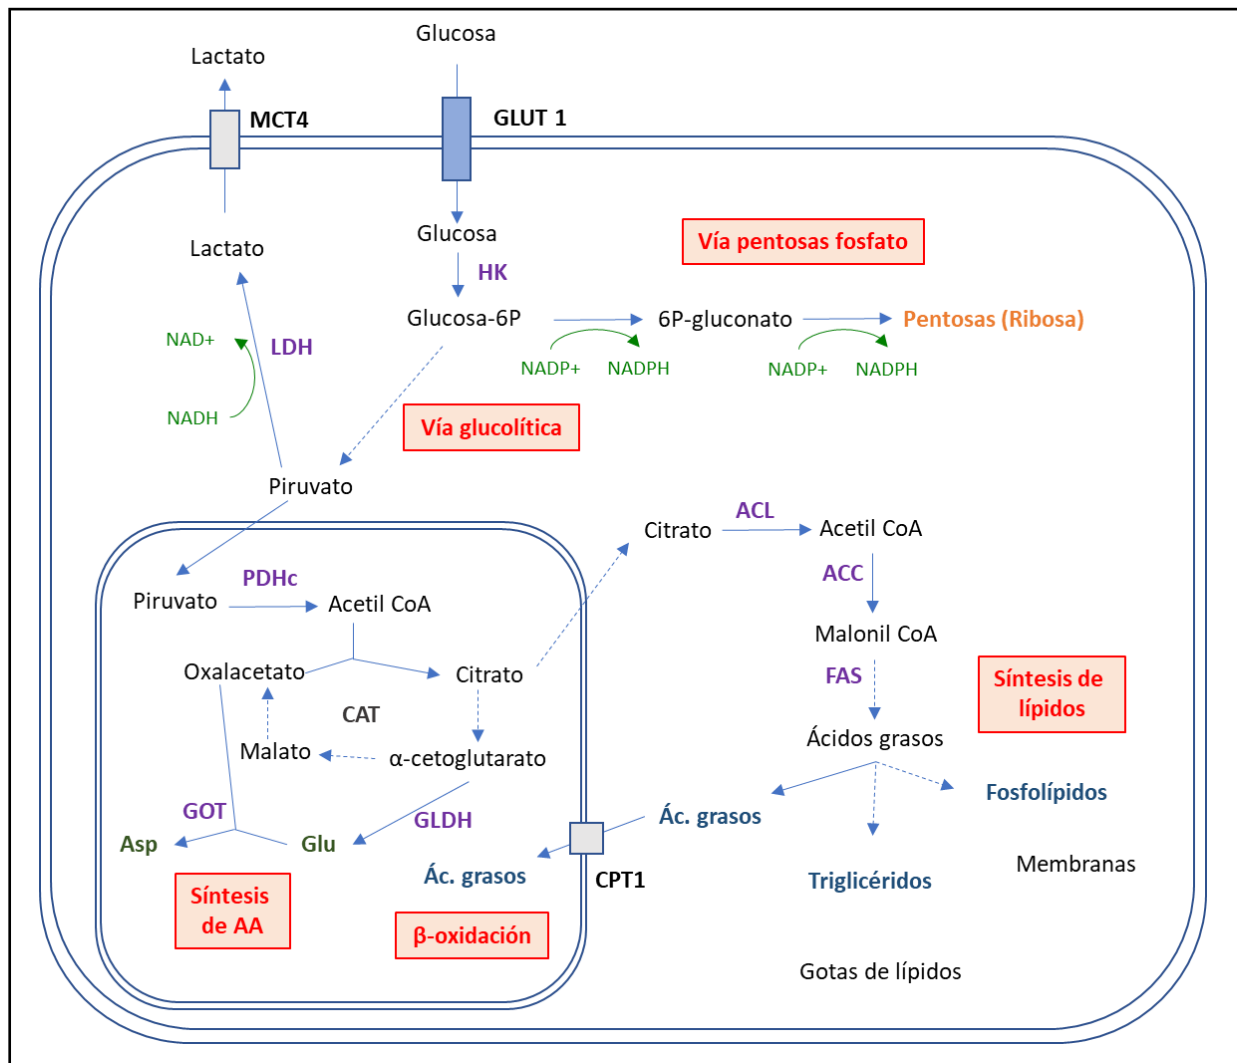 Glucosa
Lactato
MCT4
GLUT 1
Glucosa
Lactato
Vía pentosas fosfato
HK
Glucosa-6P
6P-gluconato
Pentosas (Ribosa)
NAD+
LDH
NADP+
NADPH
NADP+
NADPH
NADH
Vía glucolítica
Piruvato
Citrato
ACL
Acetil CoA
ACC
PDHc
Piruvato
Acetil CoA
Malonil CoA
Oxalacetato
Citrato
FAS
Síntesis de
lípidos
CAT
Malato
α-cetoglutarato
Ácidos grasos
Fosfolípidos
GOT
GLDH
Ác. grasos
Asp
Glu
Membranas
Ác. grasos
CPT1
Triglicéridos
Síntesis
de AA
β-oxidación
Gotas de lípidos